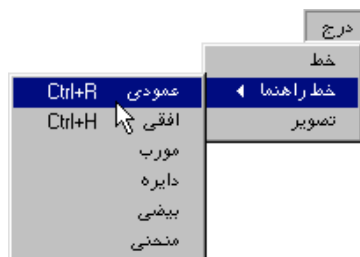 درج
خط
خط راهنما
تصویر
عمودی Ctrl+R
افقی Ctrl+H
مورب
دایره
بیضی
منحنی